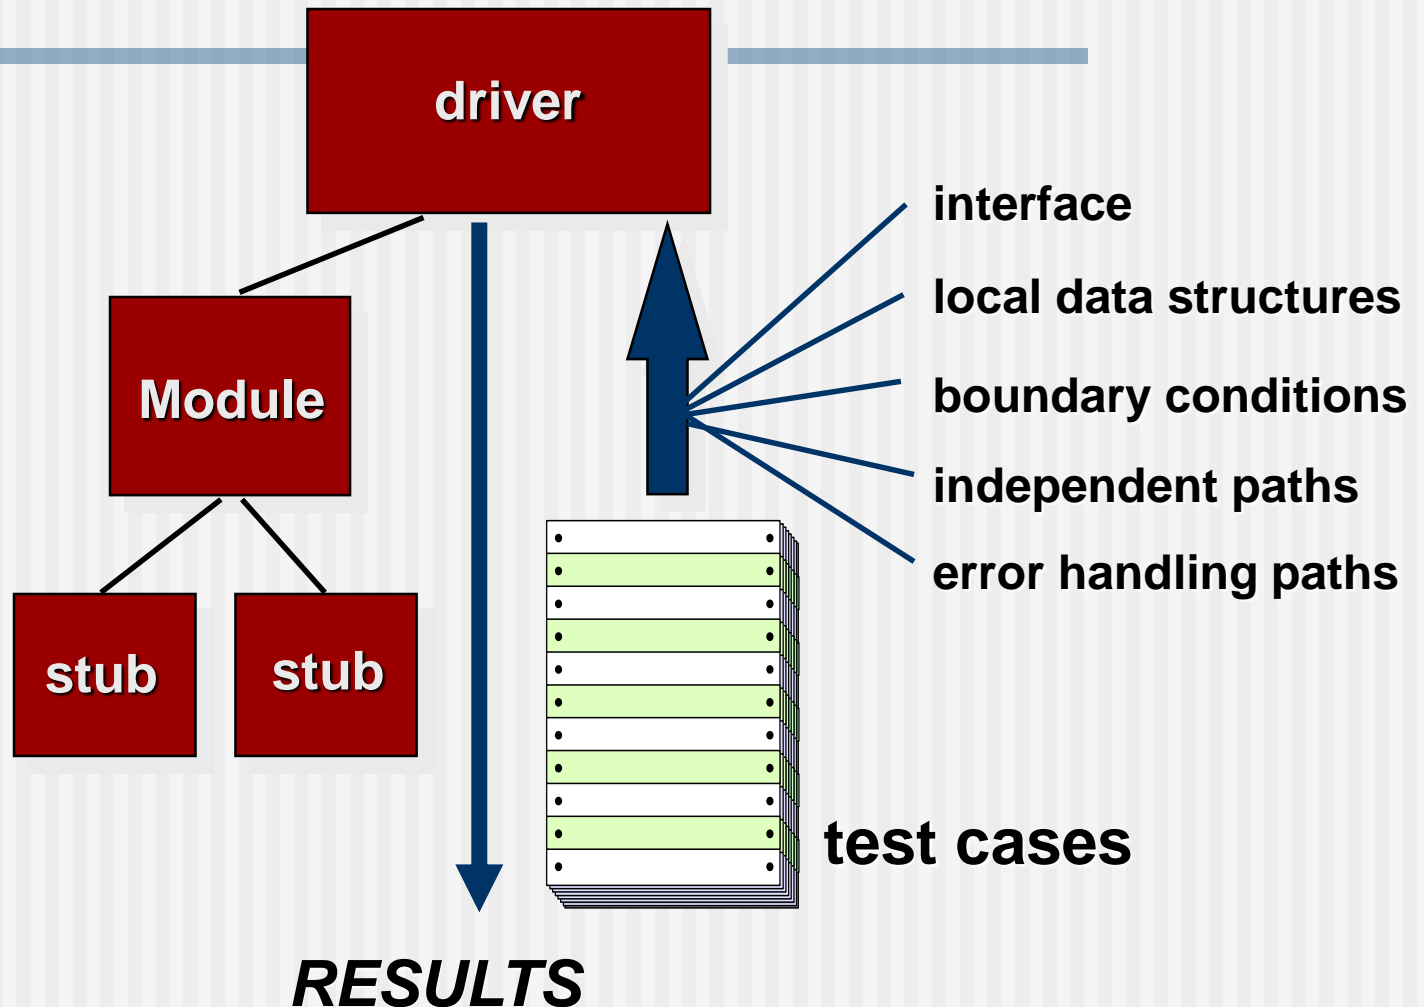 driver
interface
local data structures
Module
boundary conditions
independent paths
error handling paths
stub
stub
test cases
RESULTS